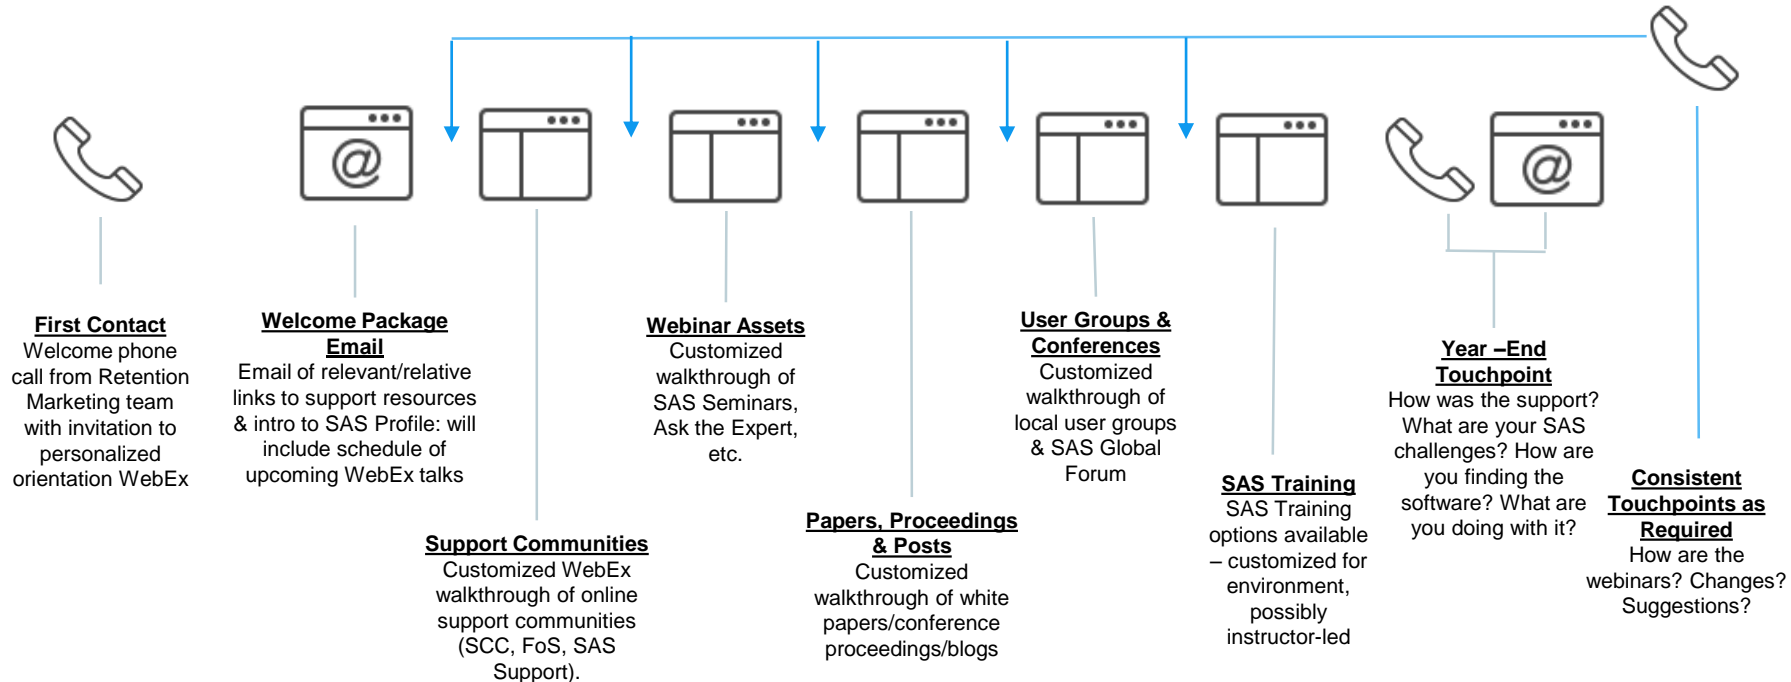 First Contact
Welcome phone
call from Retention
Marketing team
with invitation to
personalized
orientation WebEx
Welcome Package
Email
Email of relevant/relative
links to support resources
& intro to SAS Profile: will
include schedule of
upcoming WebEx talks
Support Communities
Customized WebEx
walkthrough of online
support communities
(SCC, FoS, SAS
Support).
Webinar Assets
Customized
walkthrough of
SAS Seminars,
Ask the Expert,
etc.
Papers, Proceedings
& Posts
Customized
walkthrough of white
papers/conference
proceedings/blogs
User Groups &
Conferences
Customized
walkthrough of
local user groups
& SAS Global
Forum
SAS Training
SAS Training
options available
– customized for
environment,
possibly
instructor-led
Year –End
Touchpoint
How was the support?
What are your SAS
challenges? How are
you finding the
software? What are
you doing with it?
Consistent
Touchpoints as
Required
How are the
webinars? Changes?
Suggestions?